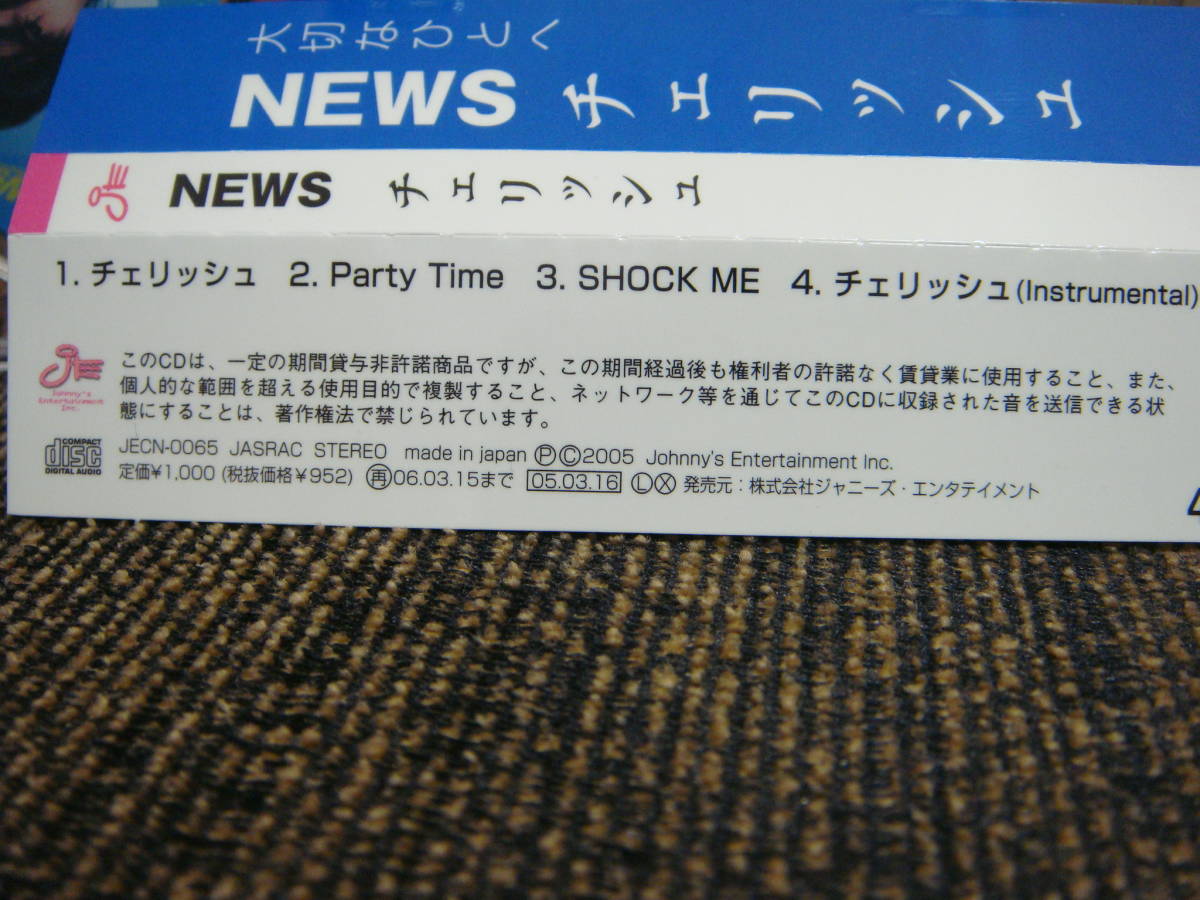 大切なひとへ
NEWS チェリッシュ
NEWS チェリッシュ
1. チェリッシュ 2. Party Time 3. SHOCK ME 4. チェリッシュ(Instrumental)
Johnny's
Entertainment
Inc.
このCDは、一定の期間貸与非許諾商品ですが、この期間経過後も権利者の許諾なく賃貸業に使用すること、また、
個人的な範囲を超える使用目的で複製すること、ネットワーク等を通じてこのCDに収録された音を送信できる状
態にすることは、著作権法で禁じられています。
COMPACT
disc
DIGITAL AUDIO
JECN-0065 JASRAC STEREO made in japan ⓅⒸ2005 Johnny's Entertainment Inc.
定価¥1,000 (税抜価格¥952) 再06.03.15まで 05.03.16 ⓁⓍ 発売元:株式会社ジャニーズ・エンタテイメント